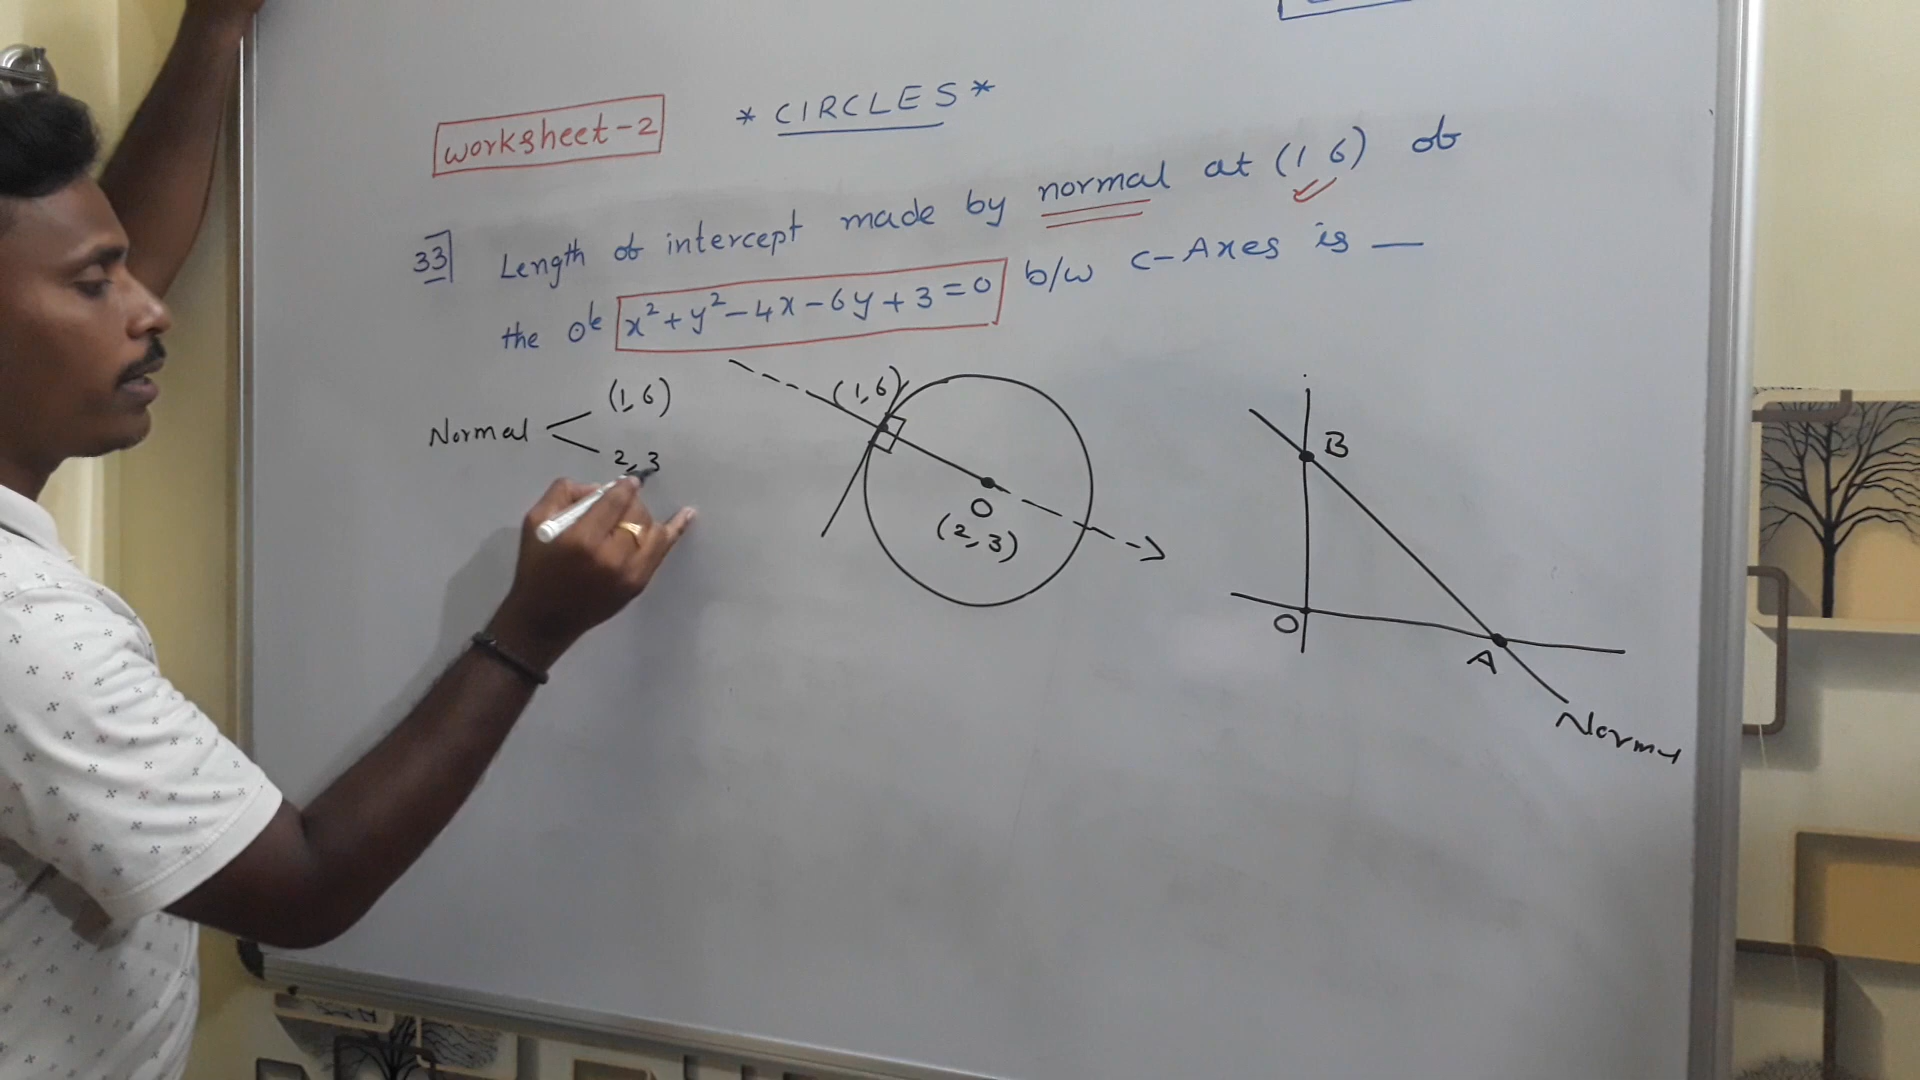 worksheet-2
* CIRCLES *
33] Length of intercept made by normal at (1 6) of
the Ole x²+y²-4x-6y+3=0 b/w C-Axes is —
Normal
(1,6)
2,3
(1,6)
O
(2,3)
B
O
A